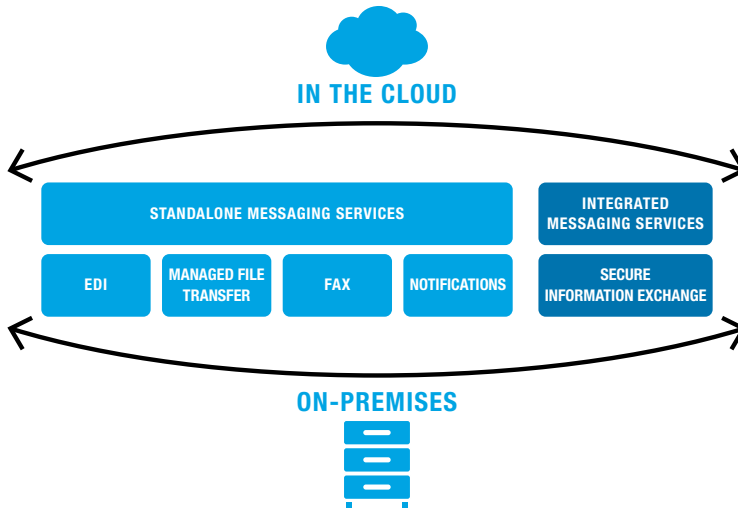 IN THE CLOUD
STANDALONE MESSAGING SERVICES
INTEGRATED
MESSAGING SERVICES
EDI
MANAGED FILE
TRANSFER
FAX
NOTIFICATIONS
SECURE
INFORMATION EXCHANGE
ON-PREMISES